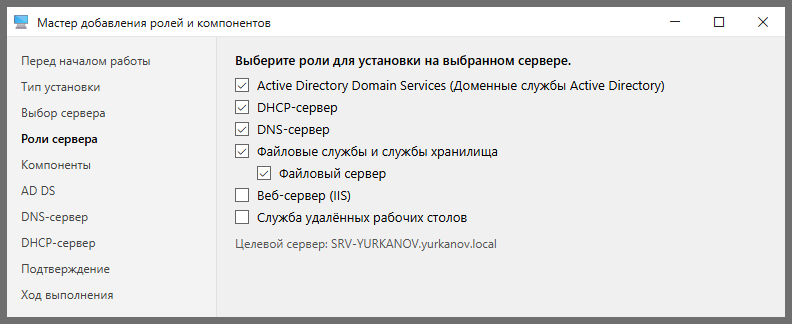 Мастер добавления ролей и компонентов
Перед началом работы
Тип установки
Выбор сервера
Роли сервера
Компоненты
AD DS
DNS-сервер
DHCP-сервер
Подтверждение
Ход выполнения
Выберите роли для установки на выбранном сервере.
Active Directory Domain Services (Доменные службы Active Directory)
DHCP-сервер
DNS-сервер
Файловые службы и службы хранилища
Файловый сервер
Веб-сервер (IIS)
Служба удалённых рабочих столов
Целевой сервер: SRV-YURKANOV.yurkanov.local